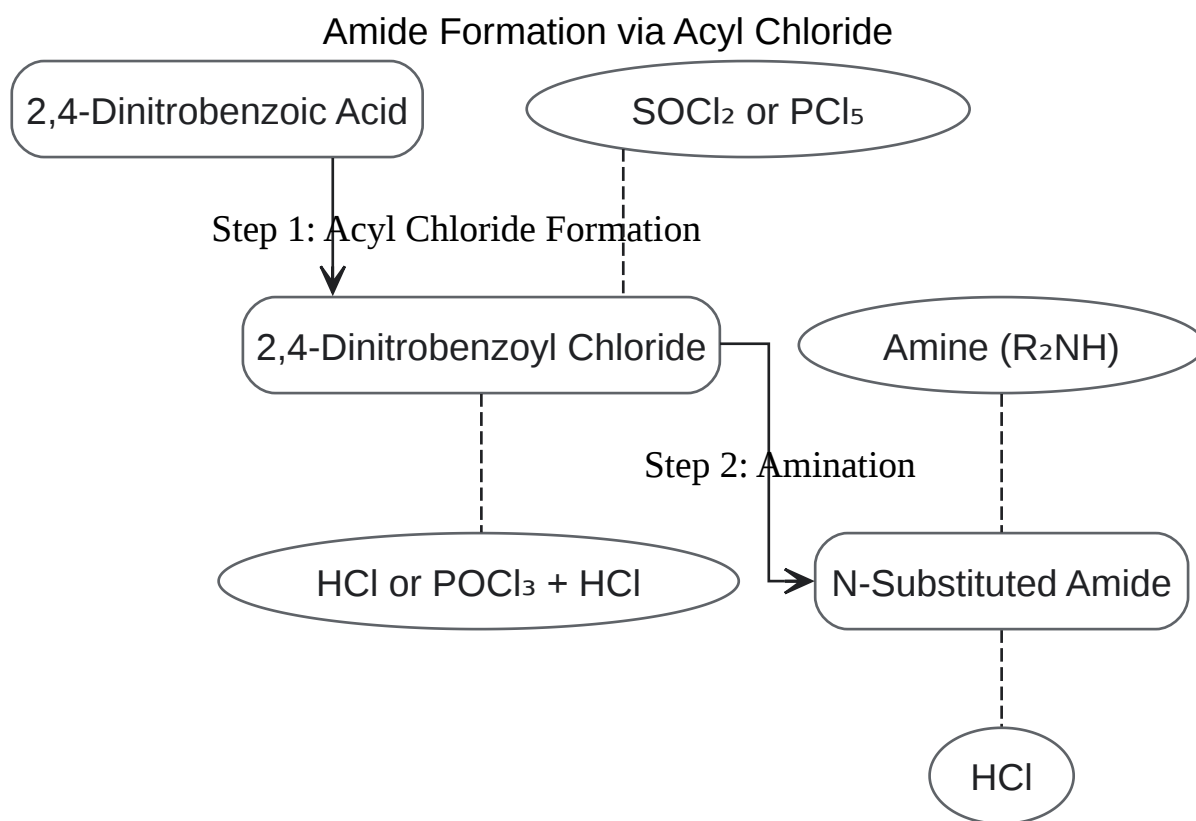 Amide Formation via Acyl Chloride
2,4-Dinitrobenzoic Acid
SOCl₂ or PCl₅
Step 1: Acyl Chloride Formation
2,4-Dinitrobenzoyl Chloride
Amine (R₂NH)
Step 2: Amination
HCl or POCl₃ + HCl
N-Substituted Amide
HCl